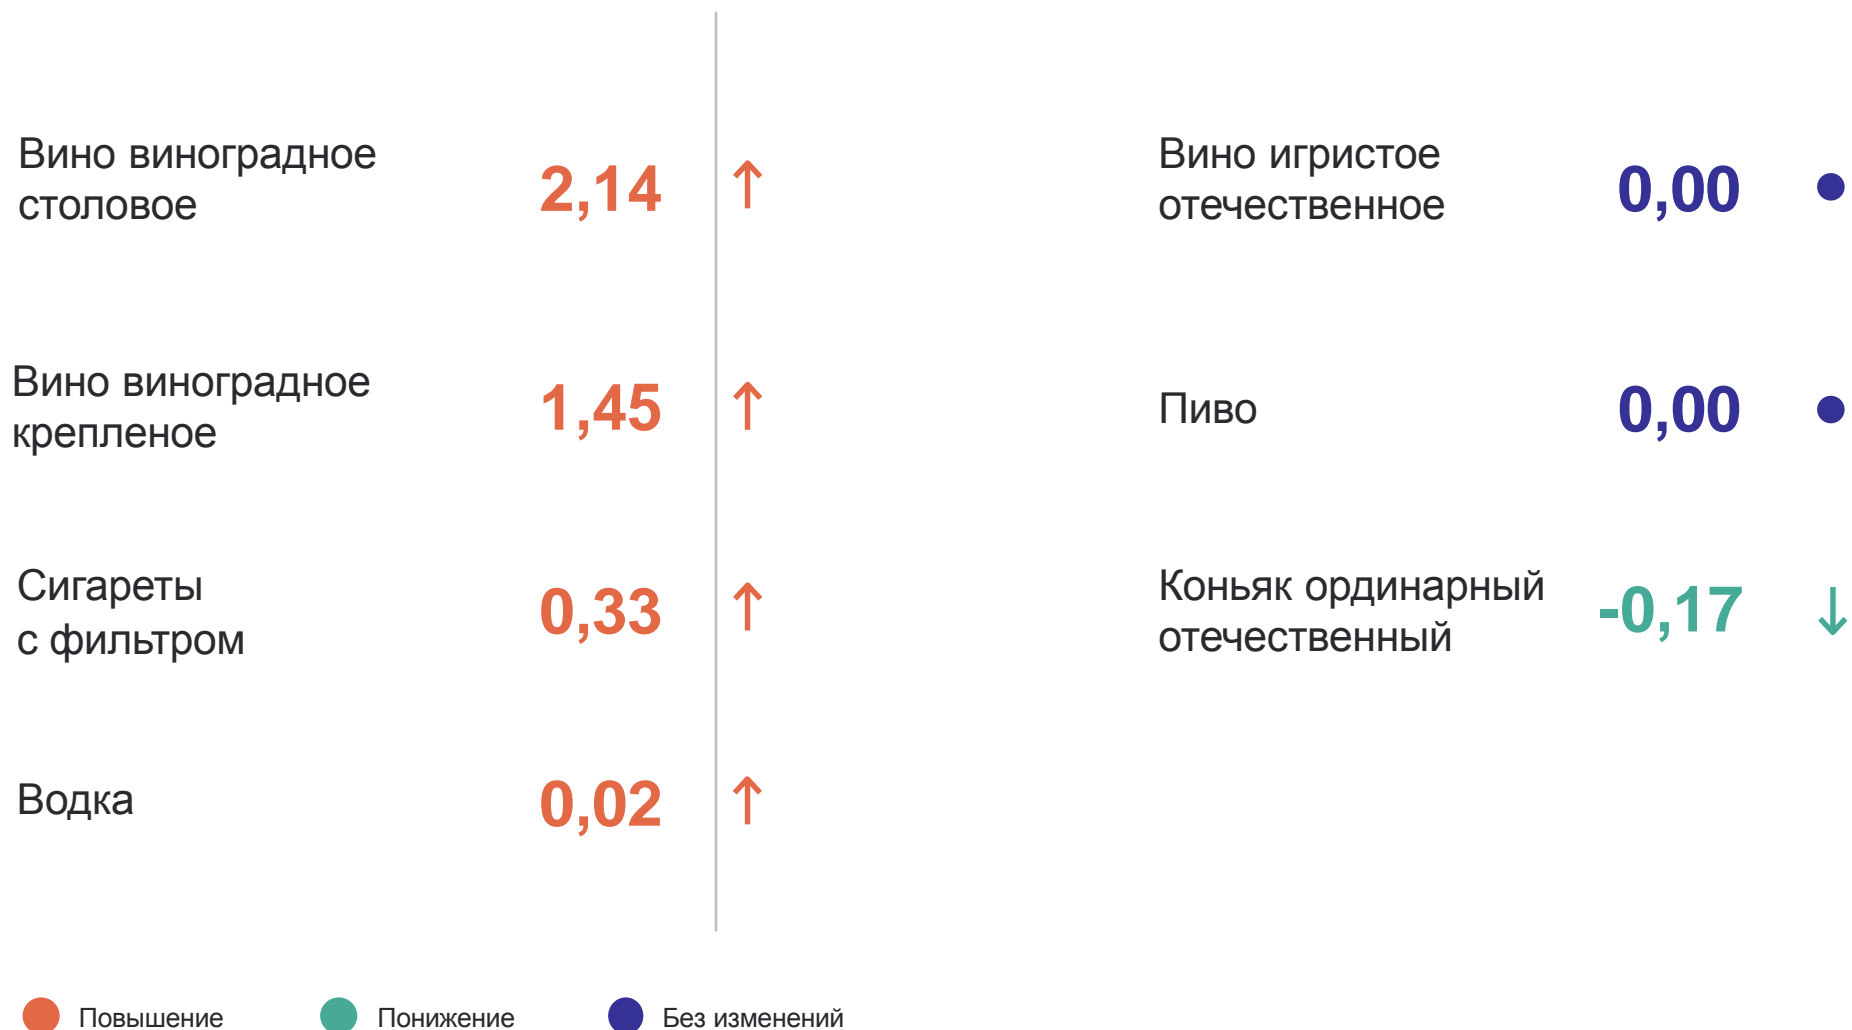 Вино виноградное
столовое
2,14 ↑
Вино виноградное
крепленое
1,45 ↑
Сигареты
с фильтром
0,33 ↑
Водка
0,02 ↑
Вино игристое
отечественное
0,00
Пиво
0,00
Коньяк ординарный
отечественный
-0,17 ↓
Повышение
Понижение
Без изменений